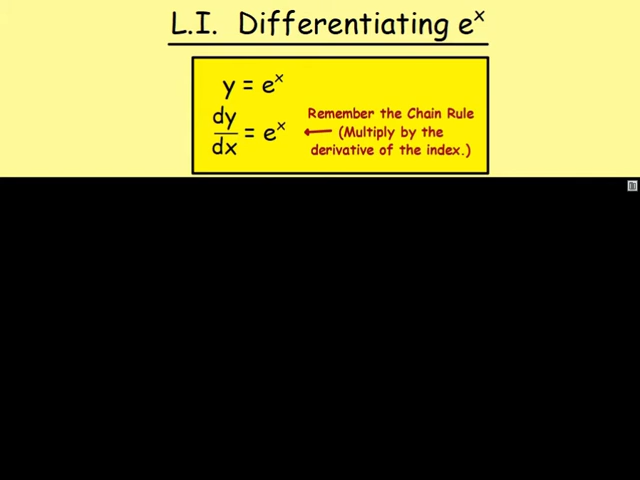 L.I. Differentiating eˣ
y = eˣ
dy/dx = eˣ
Remember the Chain Rule
(Multiply by the
derivative of the index.)